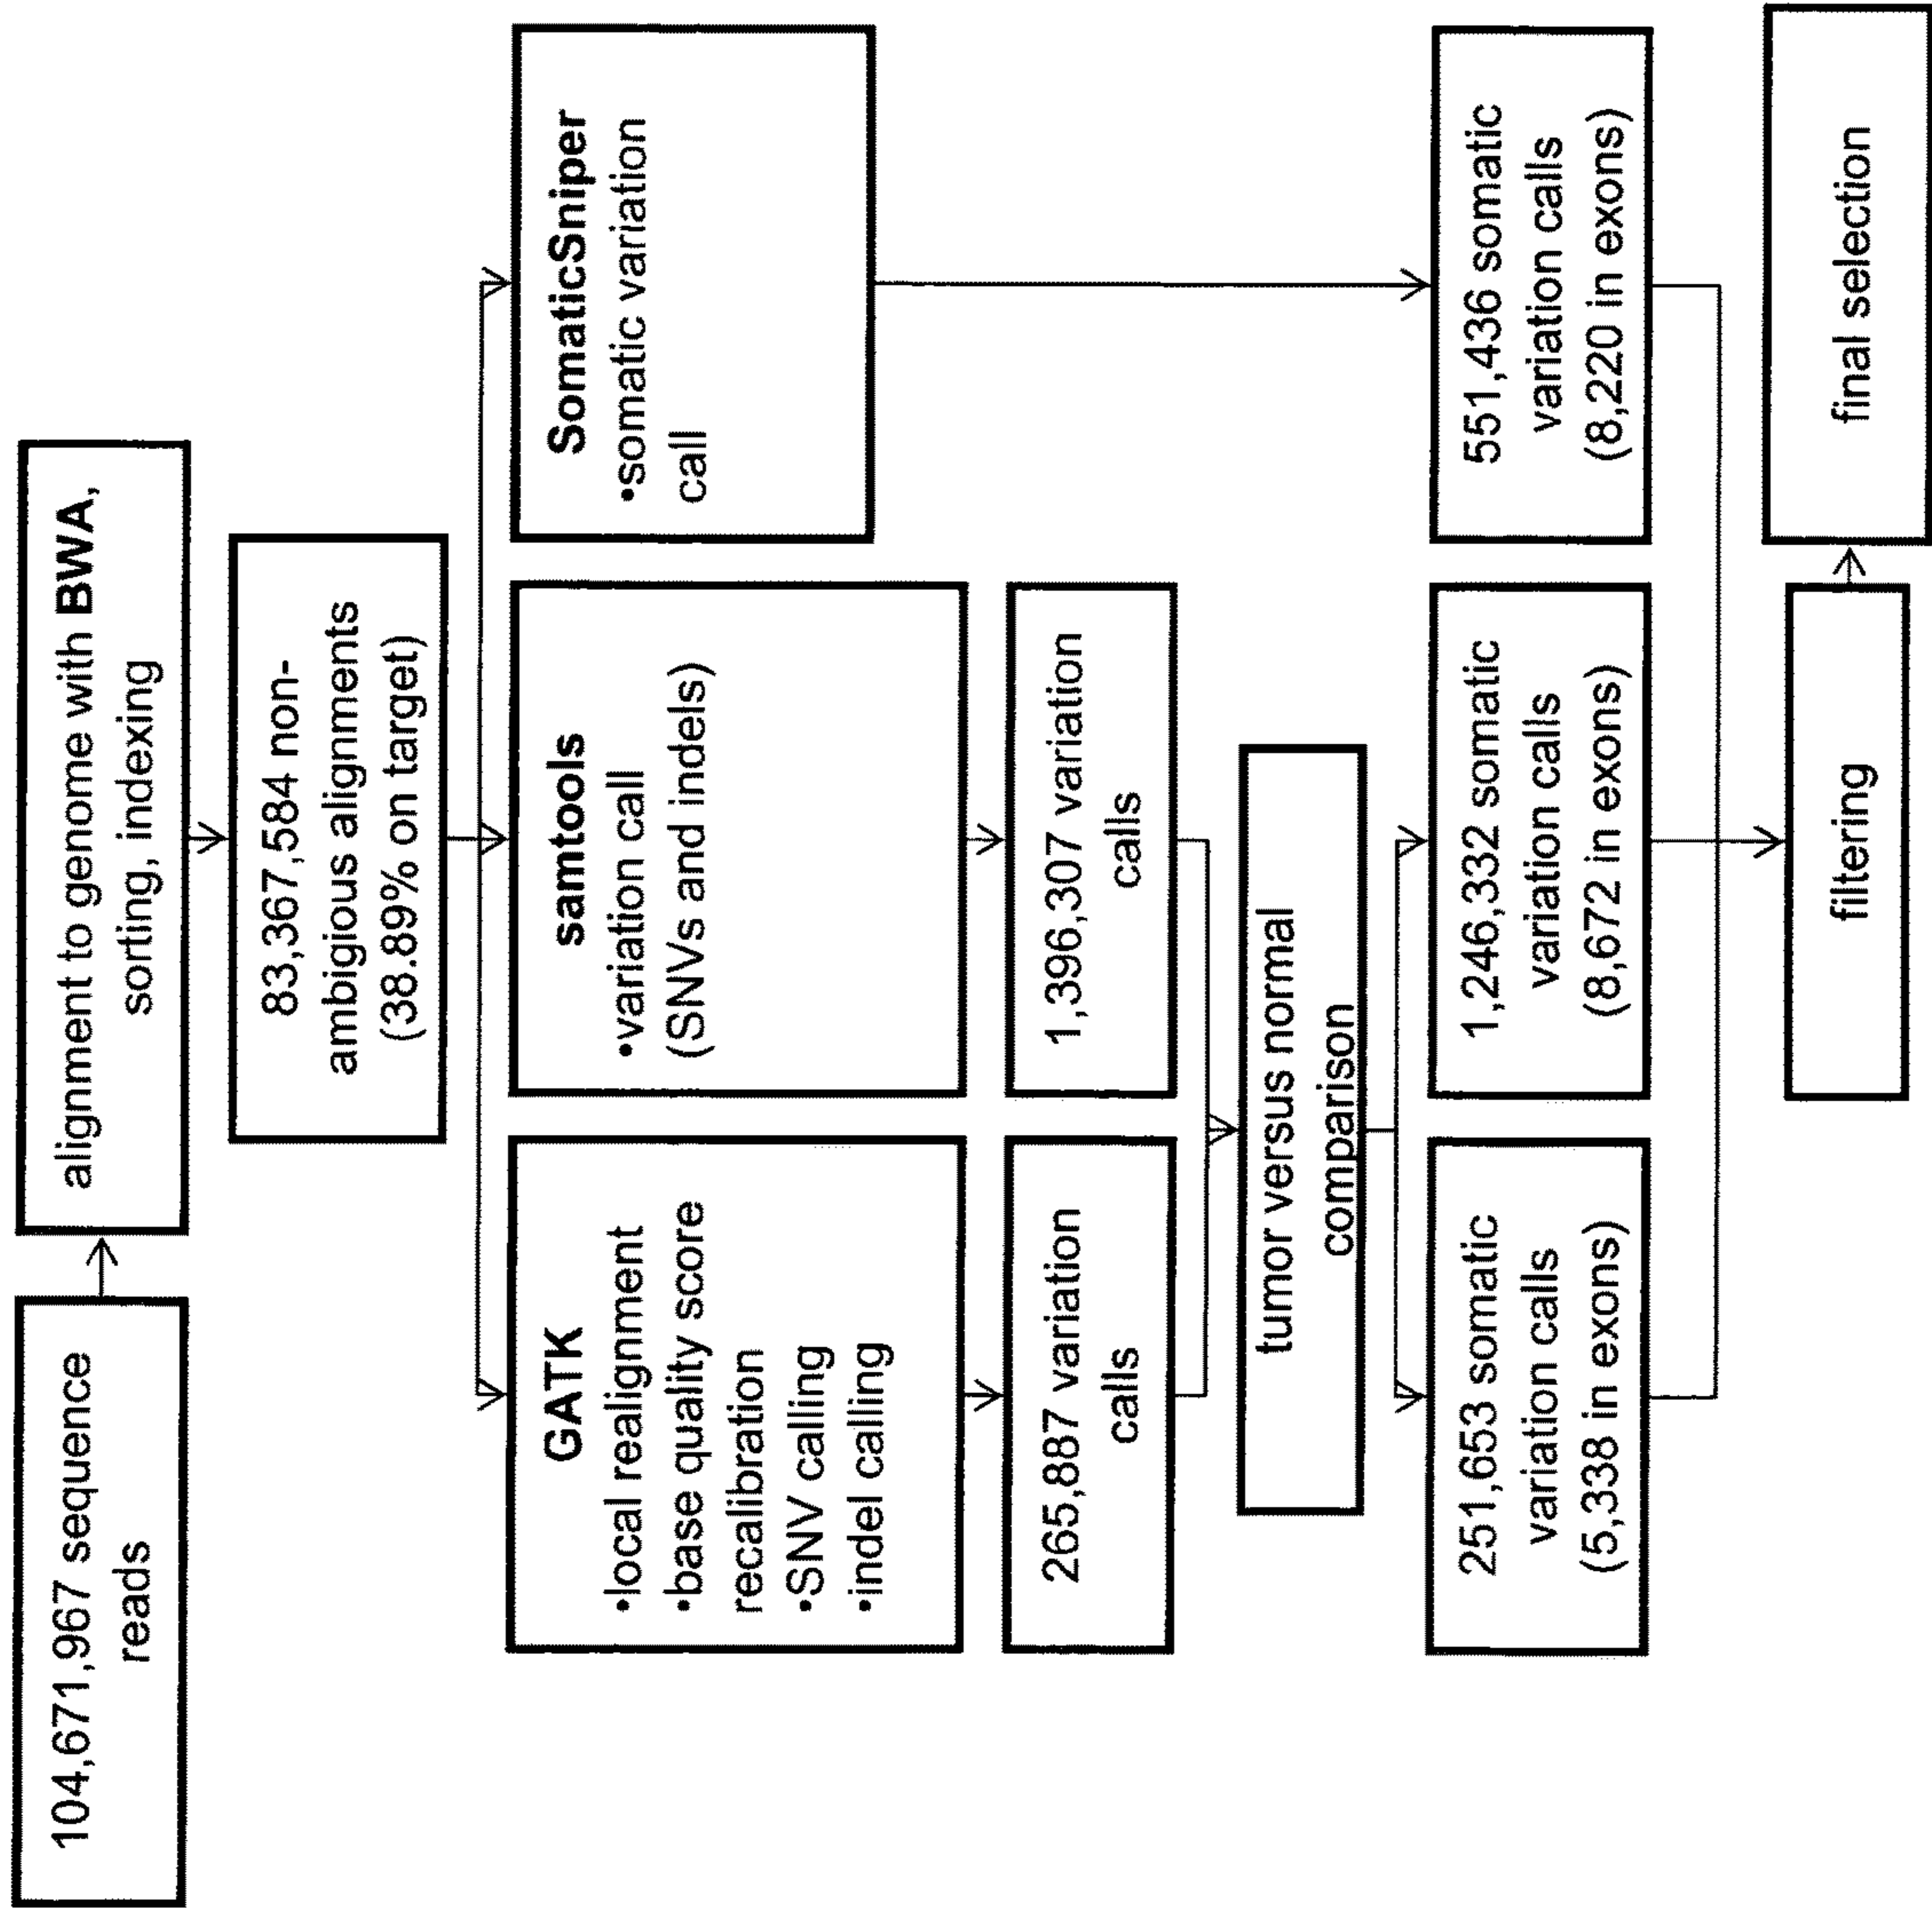 104,671,967 sequence
reads
alignment to genome with BWA,
sorting, indexing
83,367,584 non-
ambigious alignments
(38.89% on target)
GATK
•local realignment
•base quality score
recalibration
•SNV calling
•indel calling
samtools
•variation call
(SNVs and indels)
SomaticSniper
•somatic variation
call
265,887 variation
calls
1,396,307 variation
calls
tumor versus normal
comparison
251,653 somatic
variation calls
(5,338 in exons)
1,246,332 somatic
variation calls
(8,672 in exons)
551,436 somatic
variation calls
(8,220 in exons)
filtering
final selection